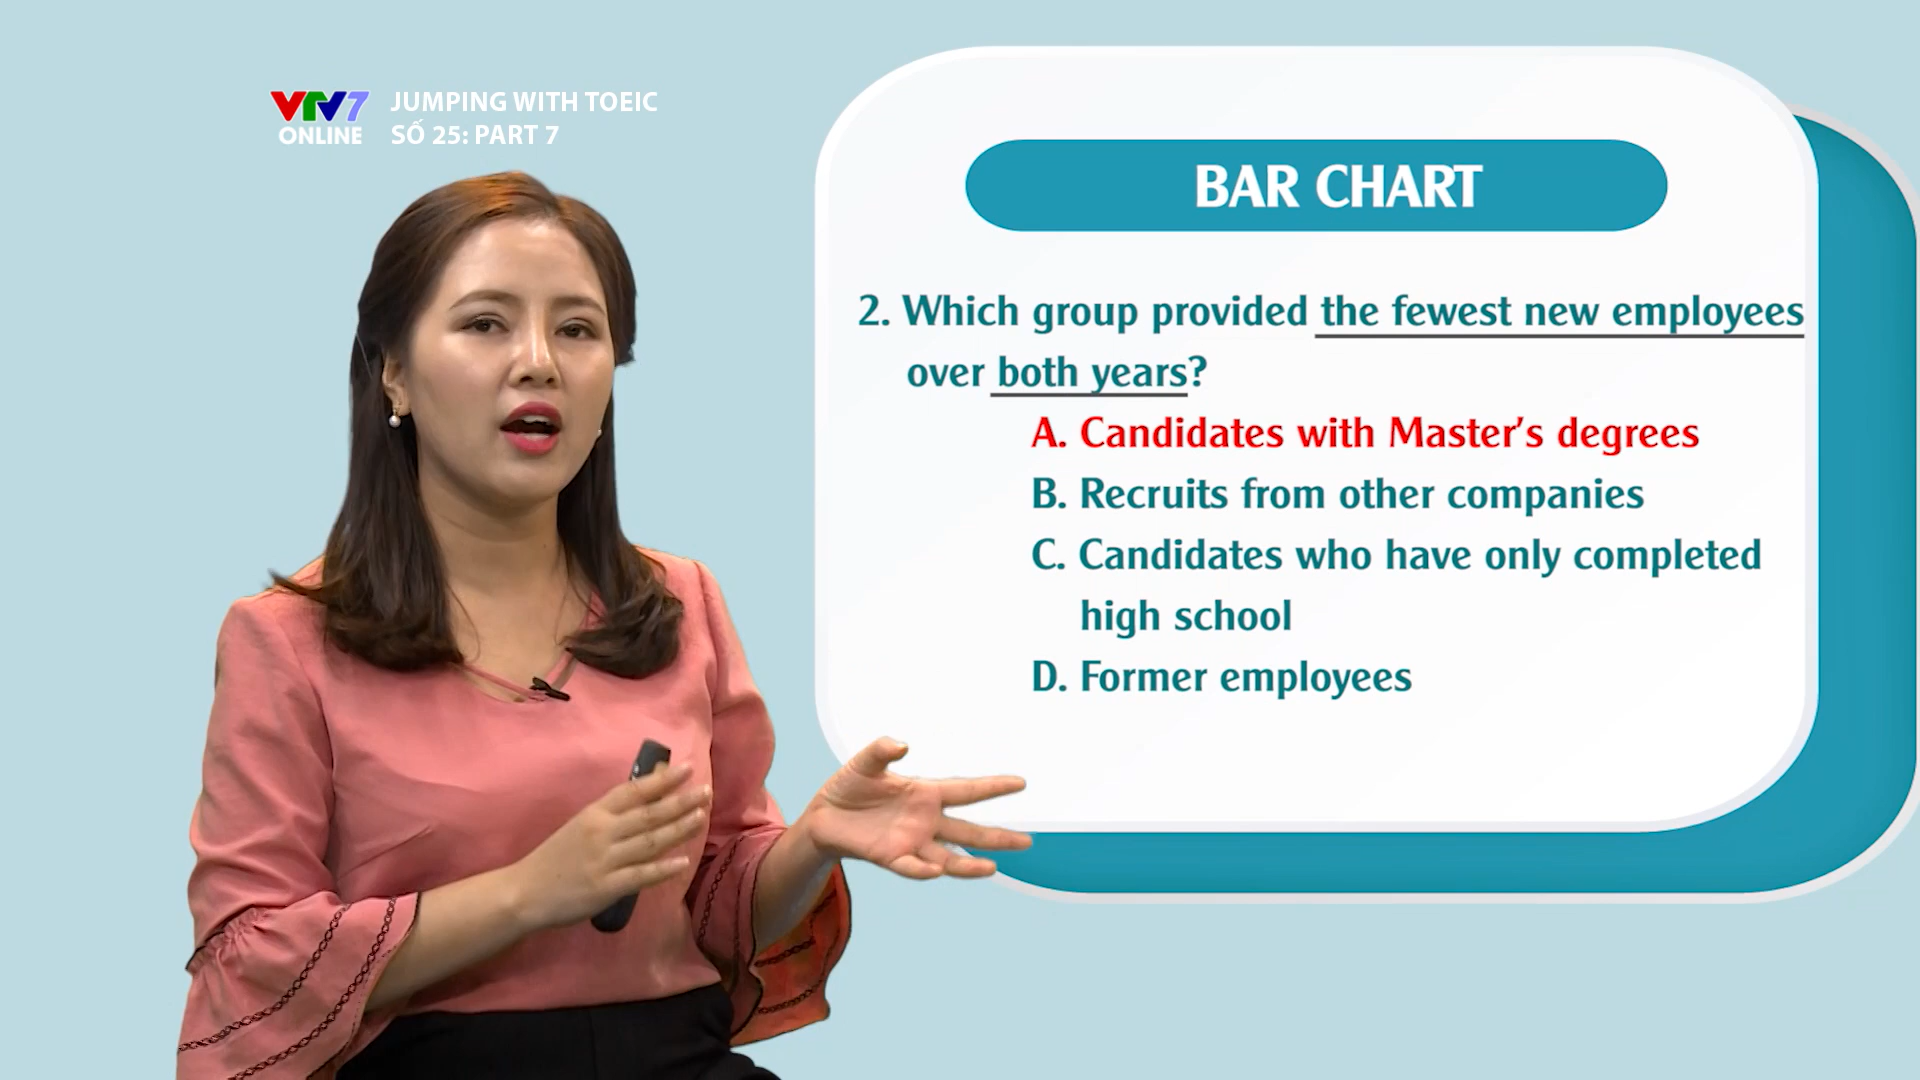 VTV7
ONLINE
JUMPING WITH TOEIC
SỐ 25: PART 7
BAR CHART
2. Which group provided the fewest new employees
over both years?
A. Candidates with Master's degrees
B. Recruits from other companies
C. Candidates who have only completed
high school
D. Former employees